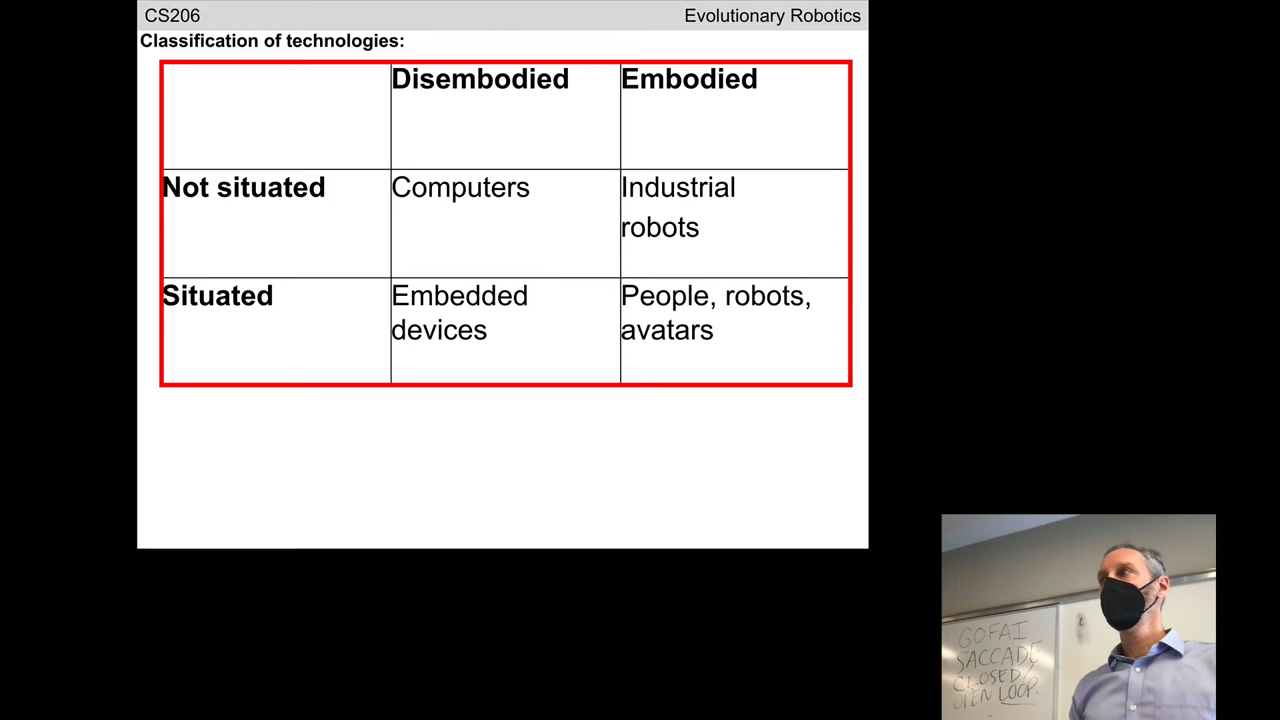 CS206 Evolutionary Robotics
Classification of technologies:
Disembodied Embodied
Not situated Computers Industrial
robots
Situated Embedded People, robots,
devices avatars
GOFAI
SACCADE
CLOSED/
OPEN LOOP.